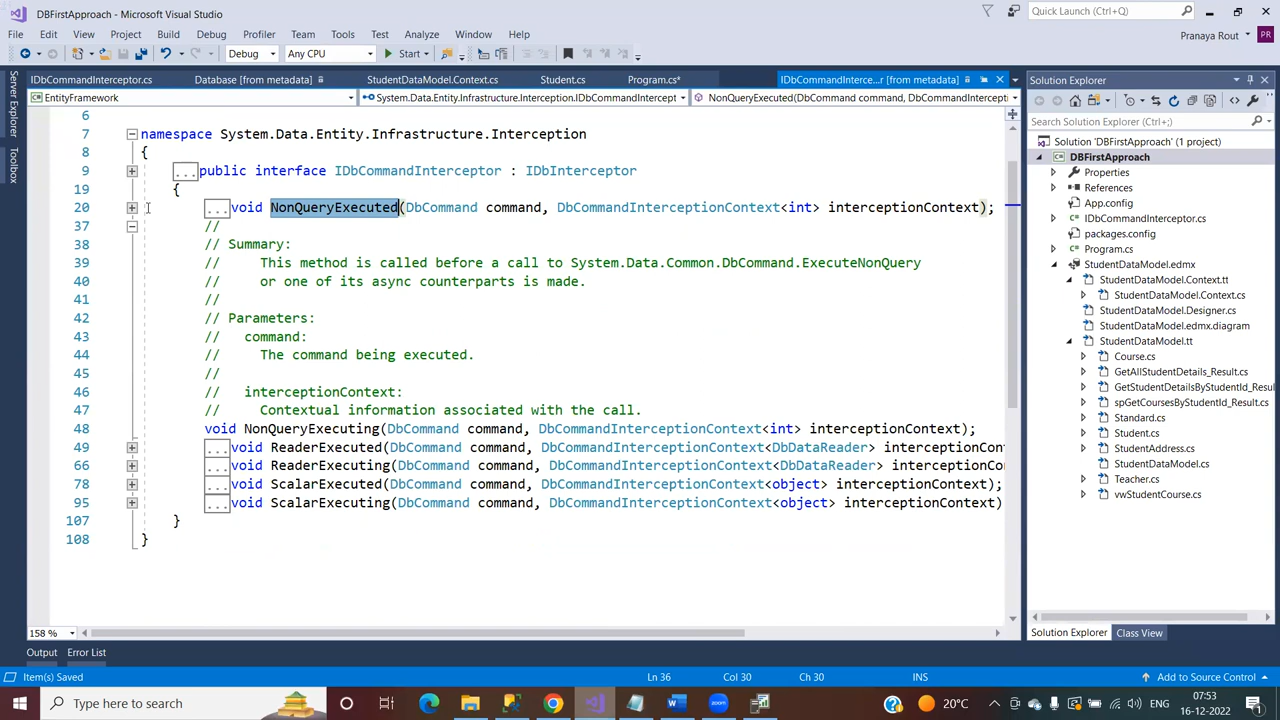 DBFirstApproach - Microsoft Visual Studio
Quick Launch (Ctrl+Q)
File Edit View Project Build Debug Profiler Team Tools Test Analyze Window Help
Pranaya Rout PR
Debug Any CPU Start
IDbCommandInterceptor.cs Database [from metadata] StudentDataModel.Context.cs Student.cs Program.cs* IDbCommandInterce...r [from metadata]
EntityFramework System.Data.Entity.Infrastructure.Interception.IDbCommandIntercept NonQueryExecuted(DbCommand command, DbCommandInterceptionConti
Server Explorer
Toolbox
6
7 namespace System.Data.Entity.Infrastructure.Interception
8 {
9 ...public interface IDbCommandInterceptor : IDbInterceptor
19 {
20 ...void NonQueryExecuted(DbCommand command, DbCommandInterceptionContext<int> interceptionContext);
37 //
38 // Summary:
39 // This method is called before a call to System.Data.Common.DbCommand.ExecuteNonQuery
40 // or one of its async counterparts is made.
41 //
42 // Parameters:
43 // command:
44 // The command being executed.
45 //
46 // interceptionContext:
47 // Contextual information associated with the call.
48 void NonQueryExecuting(DbCommand command, DbCommandInterceptionContext<int> interceptionContext);
49 ...void ReaderExecuted(DbCommand command, DbCommandInterceptionContext<DbDataReader> interceptionCont
66 ...void ReaderExecuting(DbCommand command, DbCommandInterceptionContext<DbDataReader> interceptionCon
78 ...void ScalarExecuted(DbCommand command, DbCommandInterceptionContext<object> interceptionContext);
95 ...void ScalarExecuting(DbCommand command, DbCommandInterceptionContext<object> interceptionContext)
107 }
108 }
158 %
Solution Explorer
Search Solution Explorer (Ctrl+;)
Solution 'DBFirstApproach' (1 project)
DBFirstApproach
Properties
References
App.config
IDbCommandInterceptor.cs
packages.config
Program.cs
StudentDataModel.edmx
StudentDataModel.Context.tt
StudentDataModel.Context.cs
StudentDataModel.Designer.cs
StudentDataModel.edmx.diagram
StudentDataModel.tt
Course.cs
GetAllStudentDetails_Result.cs
GetStudentDetailsByStudentId_Resul
spGetCoursesByStudentId_Result.cs
Standard.cs
Student.cs
StudentAddress.cs
StudentDataModel.cs
Teacher.cs
vwStudentCourse.cs
Solution Explorer Class View
Output Error List
Item(s) Saved Ln 36 Col 30 Ch 30 INS Add to Source Control
Type here to search
20°C
07:53
16-12-2022